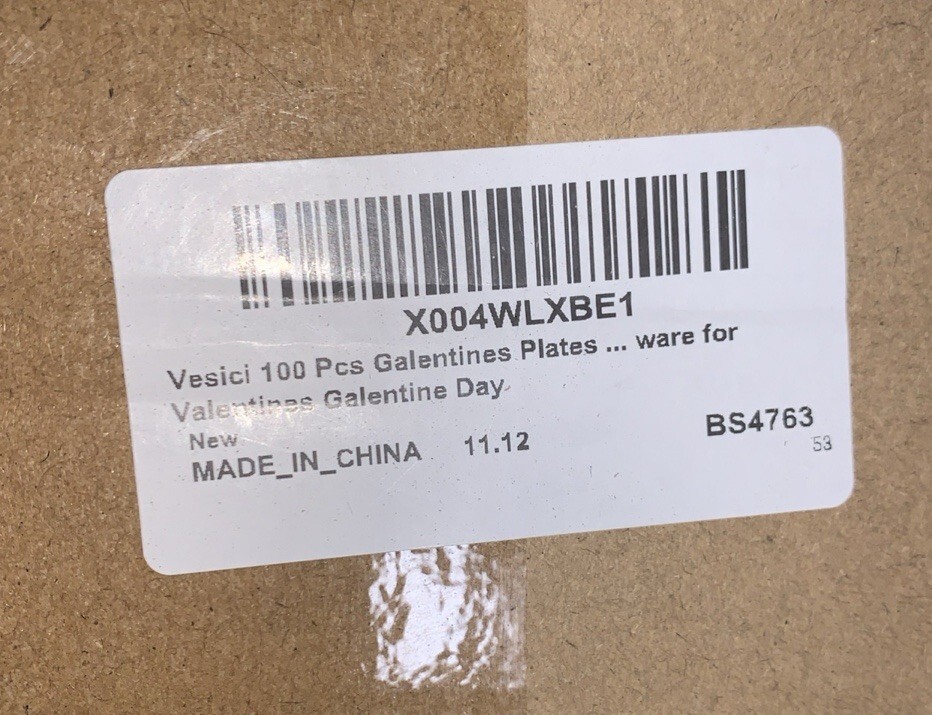 X004WLXBE1
Vesici 100 Pcs Galentines Plates ... ware for
Valentines Galentine Day
New
MADE_IN_CHINA 11.12 BS4763
53